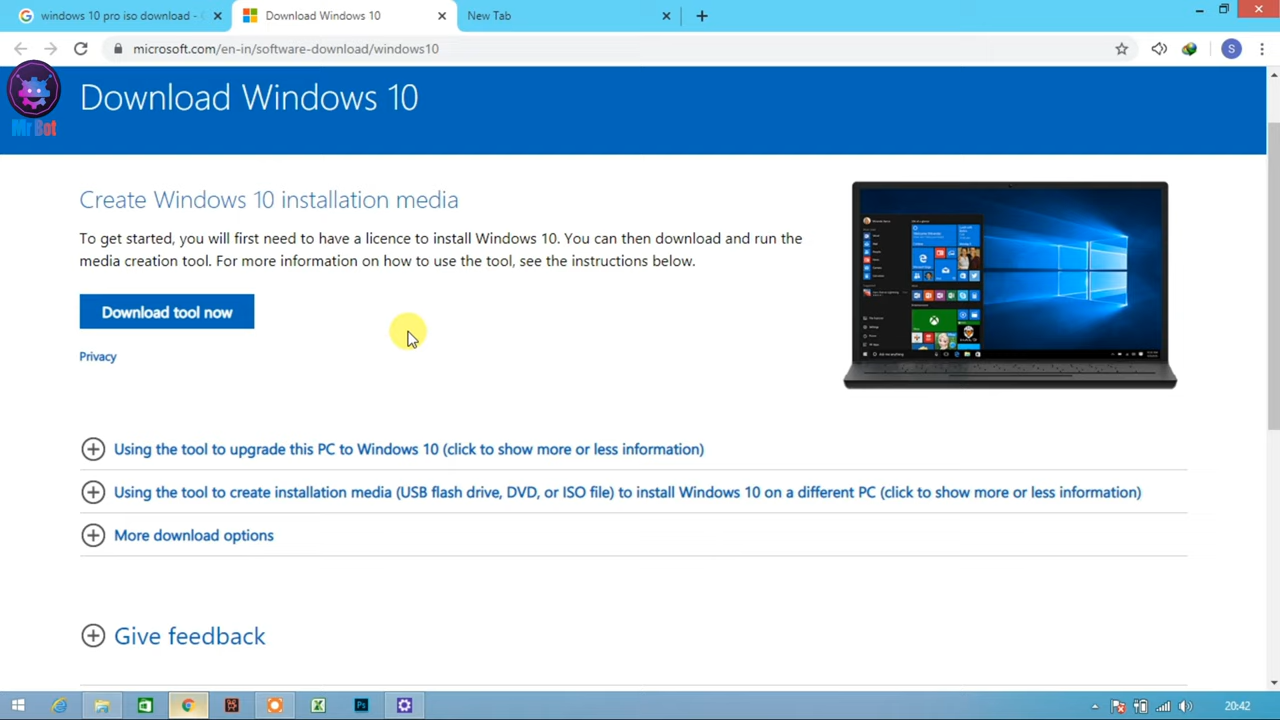 windows 10 pro iso download -
Download Windows 10
New Tab
microsoft.com/en-in/software-download/windows10
S
Mr Bot
Download Windows 10
Create Windows 10 installation media
To get started, you will first need to have a licence to install Windows 10. You can then download and run the
media creation tool. For more information on how to use the tool, see the instructions below.
Download tool now
Privacy
Using the tool to upgrade this PC to Windows 10 (click to show more or less information)
Using the tool to create installation media (USB flash drive, DVD, or ISO file) to install Windows 10 on a different PC (click to show more or less information)
More download options
Give feedback
Ps
20:42